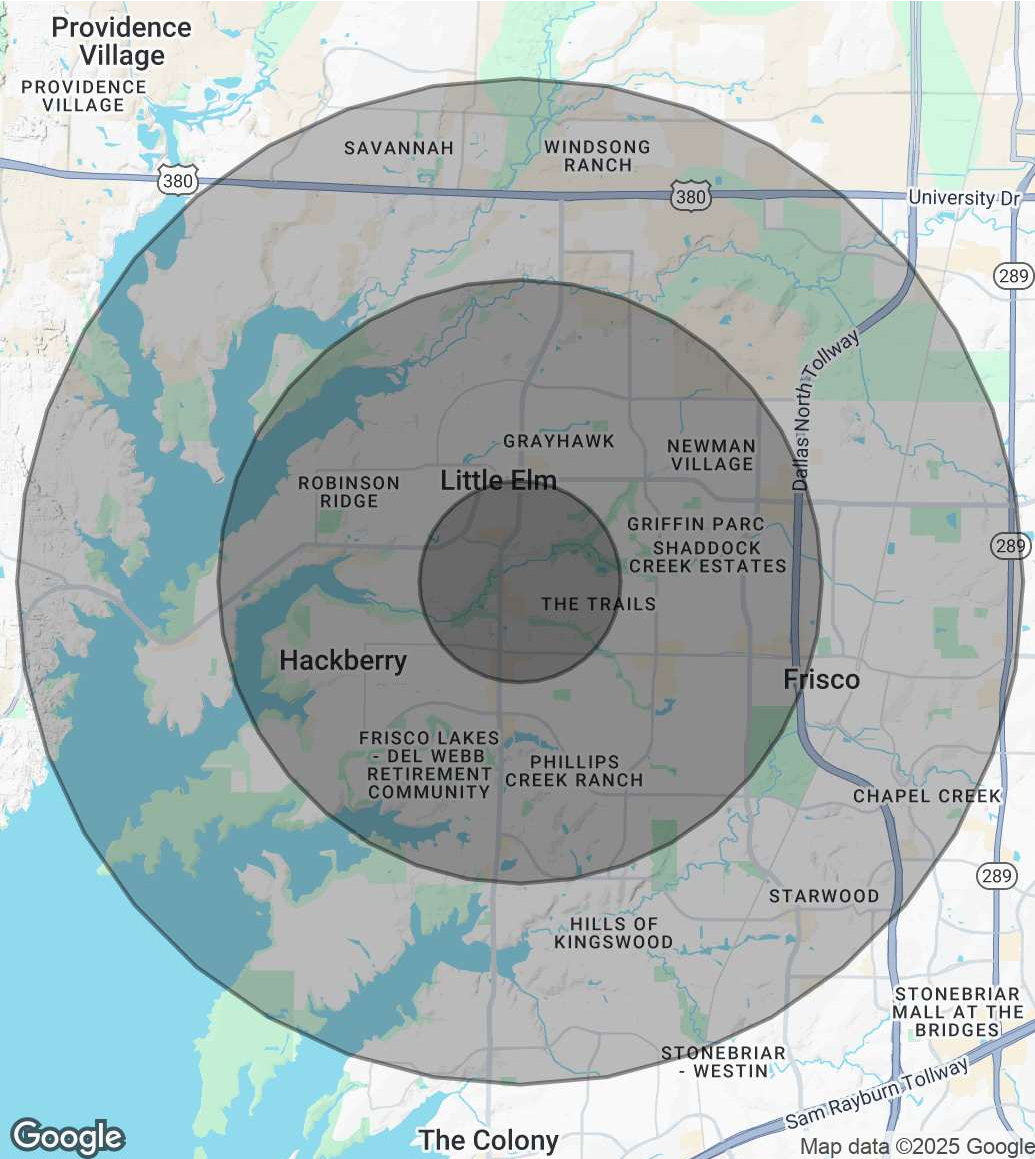 Providence
Village
PROVIDENCE
VILLAGE
SAVANNAH
WINDSONG
RANCH
380
380
University Dr
289
Dallas North Tollway
GRAYHAWK
NEWMAN
VILLAGE
Little Elm
ROBINSON
RIDGE
GRIFFIN PARC
SHADDOCK
CREEK ESTATES
289
THE TRAILS
Hackberry
Frisco
FRISCO LAKES
- DEL WEBB
RETIREMENT
COMMUNITY
PHILLIPS
CREEK RANCH
CHAPEL CREEK
289
STARWOOD
HILLS OF
KINGSWOOD
STONEBRIAR
MALL AT THE
BRIDGES
STONEBRIAR
- WESTIN
Sam Rayburn Tollway
Google
The Colony
Map data ©2025 Google